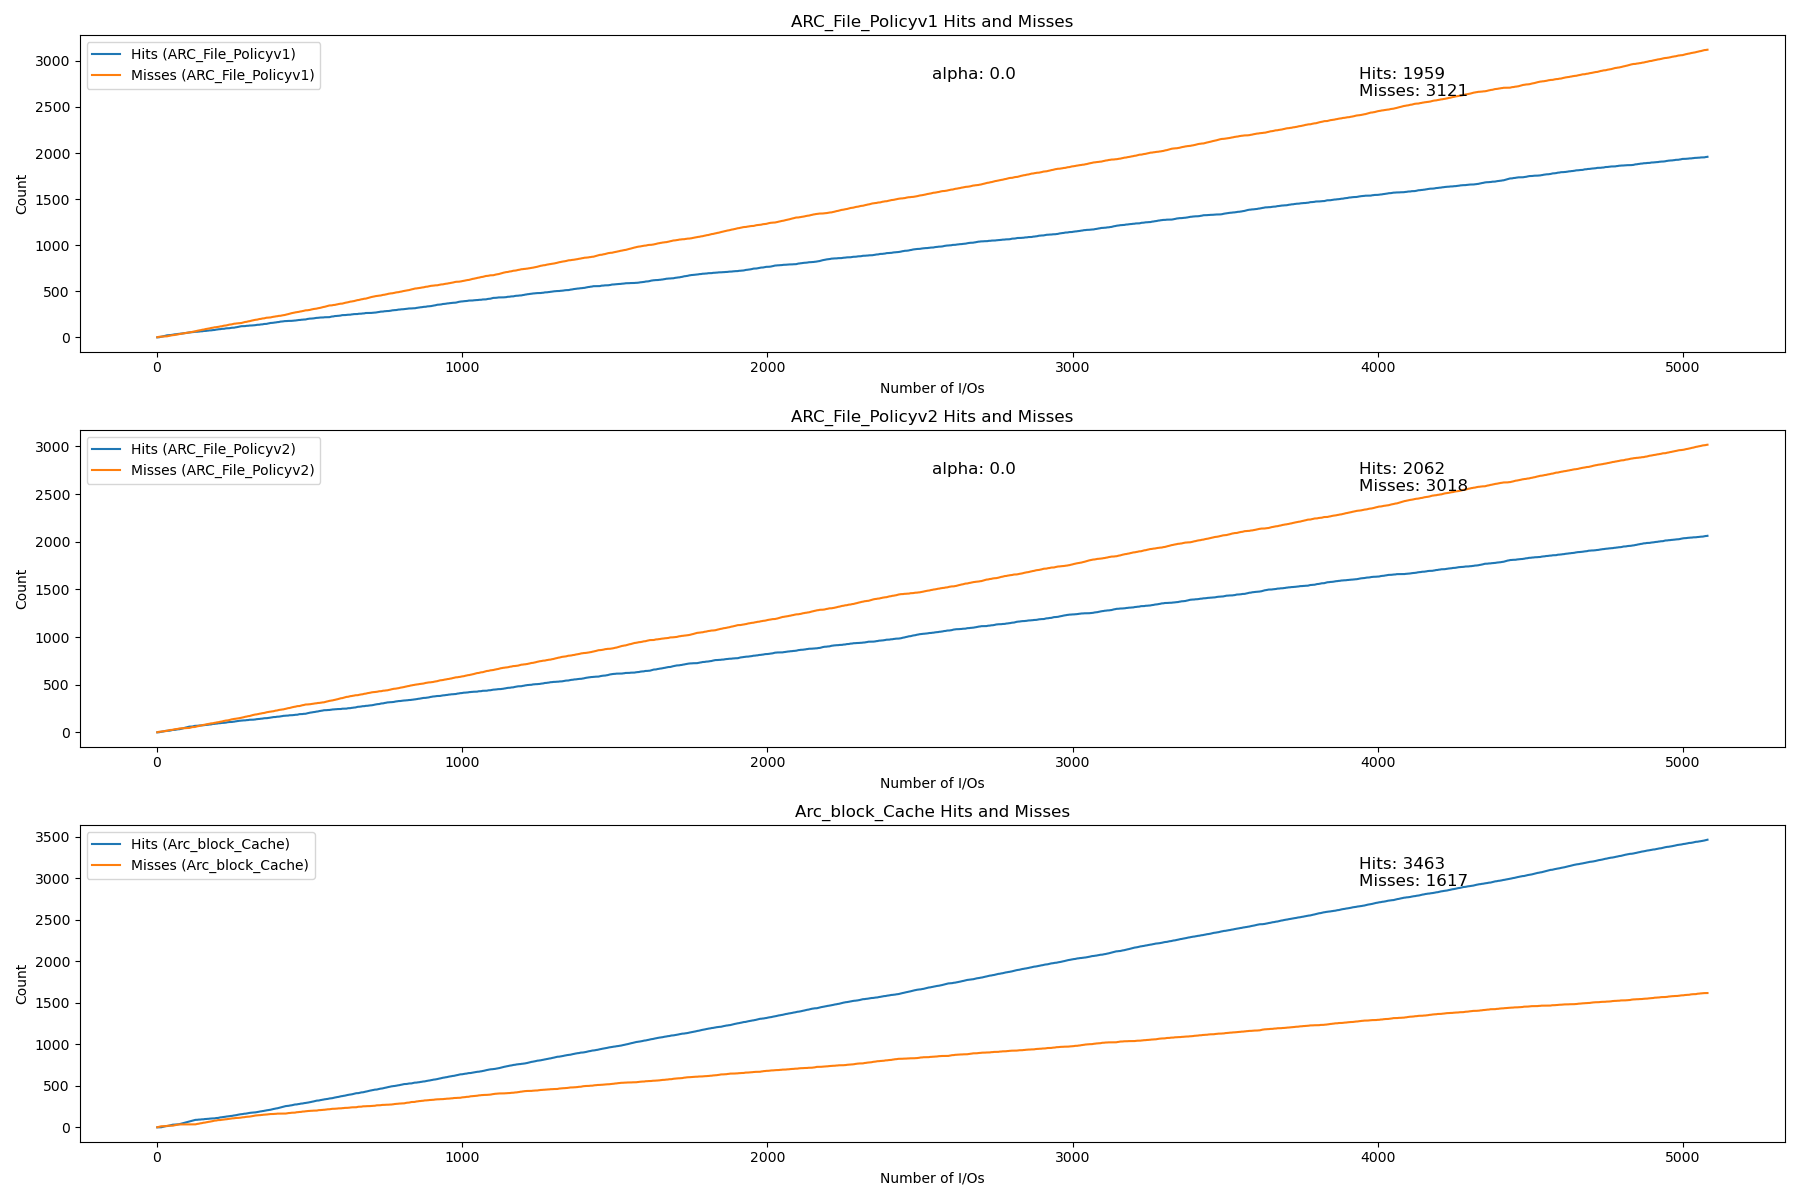 ARC_File_Policyv1 Hits and Misses
Hits (ARC_File_Policyv1)
Misses (ARC_File_Policyv1)
alpha: 0.0
Hits: 1959
Misses: 3121
3000
2500
2000
1500
1000
500
0
Count
0 1000 2000 3000 4000 5000
Number of I/Os
ARC_File_Policyv2 Hits and Misses
Hits (ARC_File_Policyv2)
Misses (ARC_File_Policyv2)
alpha: 0.0
Hits: 2062
Misses: 3018
3000
2500
2000
1500
1000
500
0
Count
0 1000 2000 3000 4000 5000
Number of I/Os
Arc_block_Cache Hits and Misses
Hits (Arc_block_Cache)
Misses (Arc_block_Cache)
Hits: 3463
Misses: 1617
3500
3000
2500
2000
1500
1000
500
0
Count
0 1000 2000 3000 4000 5000
Number of I/Os